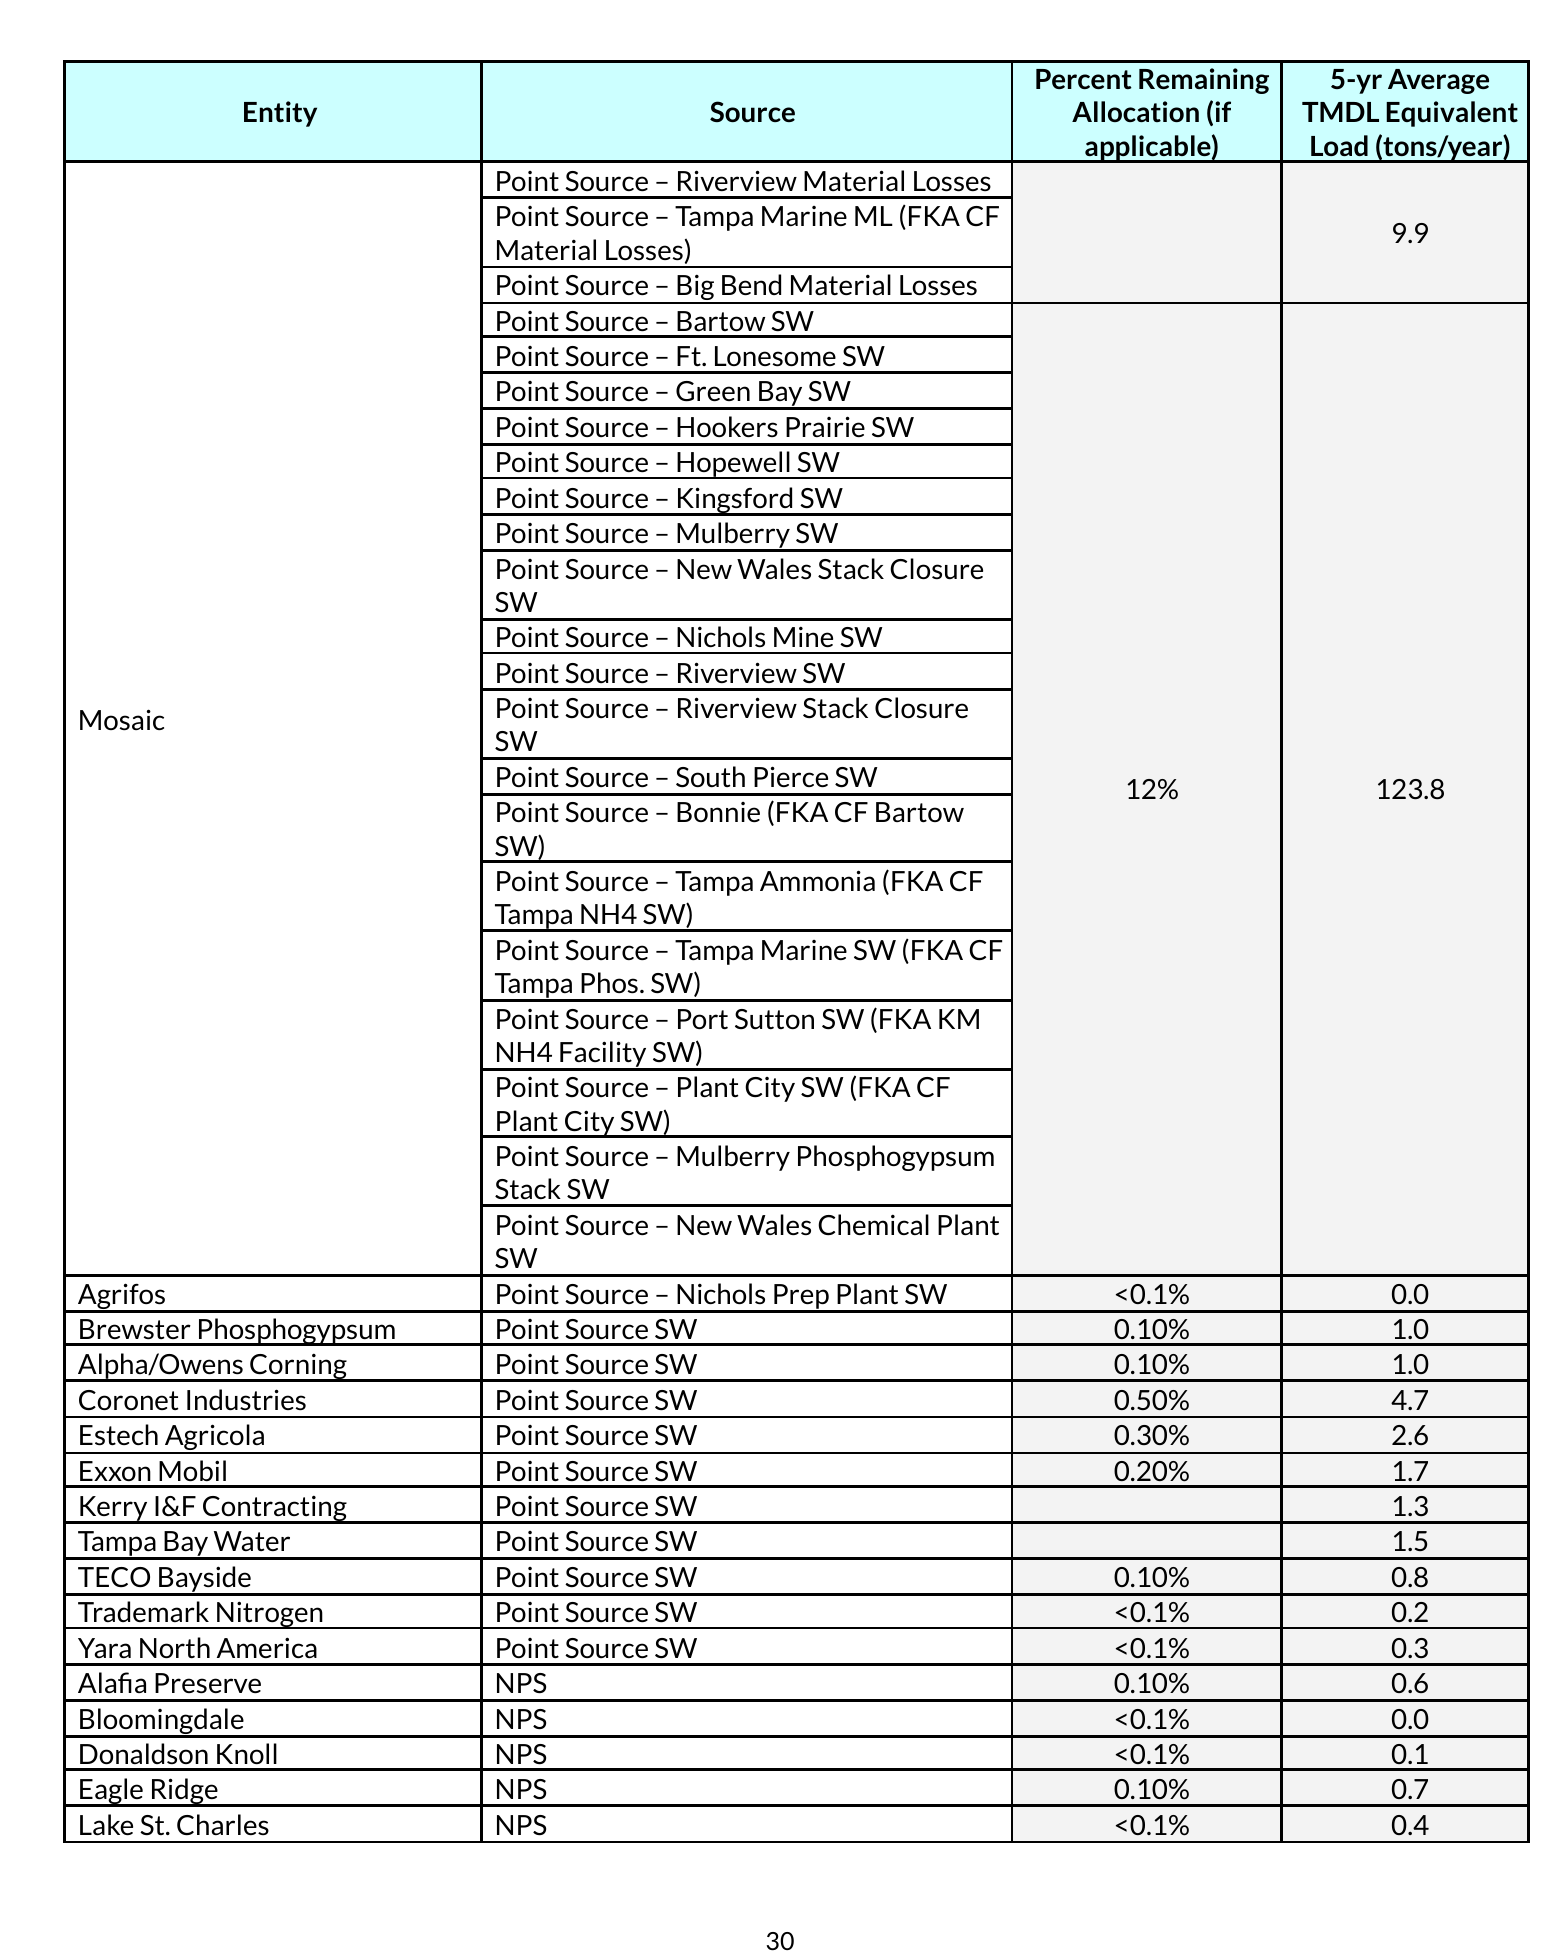 Entity
Source
Percent Remaining
Allocation (if
applicable)
5-yr Average
TMDL Equivalent
Load (tons/year)
Mosaic
Point Source – Riverview Material Losses
Point Source – Tampa Marine ML (FKA CF
Material Losses)
Point Source – Big Bend Material Losses
9.9
Point Source – Bartow SW
Point Source – Ft. Lonesome SW
Point Source – Green Bay SW
Point Source – Hookers Prairie SW
Point Source – Hopewell SW
Point Source – Kingsford SW
Point Source – Mulberry SW
Point Source – New Wales Stack Closure
SW
Point Source – Nichols Mine SW
Point Source – Riverview SW
Point Source – Riverview Stack Closure
SW
Point Source – South Pierce SW
Point Source – Bonnie (FKA CF Bartow
SW)
Point Source – Tampa Ammonia (FKA CF
Tampa NH4 SW)
Point Source – Tampa Marine SW (FKA CF
Tampa Phos. SW)
Point Source – Port Sutton SW (FKA KM
NH4 Facility SW)
Point Source – Plant City SW (FKA CF
Plant City SW)
Point Source – Mulberry Phosphogypsum
Stack SW
Point Source – New Wales Chemical Plant
SW
12%
123.8
Agrifos Point Source – Nichols Prep Plant SW <0.1% 0.0
Brewster Phosphogypsum Point Source SW 0.10% 1.0
Alpha/Owens Corning Point Source SW 0.10% 1.0
Coronet Industries Point Source SW 0.50% 4.7
Estech Agricola Point Source SW 0.30% 2.6
Exxon Mobil Point Source SW 0.20% 1.7
Kerry I&F Contracting Point Source SW 1.3
Tampa Bay Water Point Source SW 1.5
TECO Bayside Point Source SW 0.10% 0.8
Trademark Nitrogen Point Source SW <0.1% 0.2
Yara North America Point Source SW <0.1% 0.3
Alafia Preserve NPS 0.10% 0.6
Bloomingdale NPS <0.1% 0.0
Donaldson Knoll NPS <0.1% 0.1
Eagle Ridge NPS 0.10% 0.7
Lake St. Charles NPS <0.1% 0.4
30